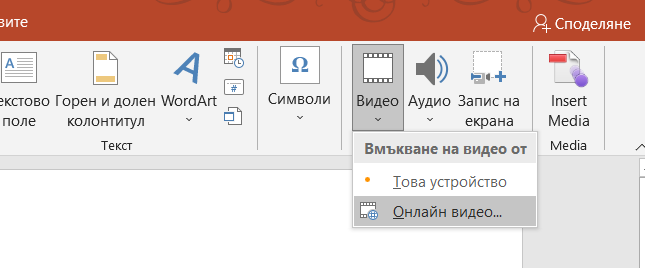 вите
Споделяне
екстово
поле
Горен и долен
колонтитул
WordArt
Символи
Видео
Аудио
Запис на
екрана
Insert
Media
Текст
Media
Вмъкване на видео от
Това устройство
Онлайн видео...